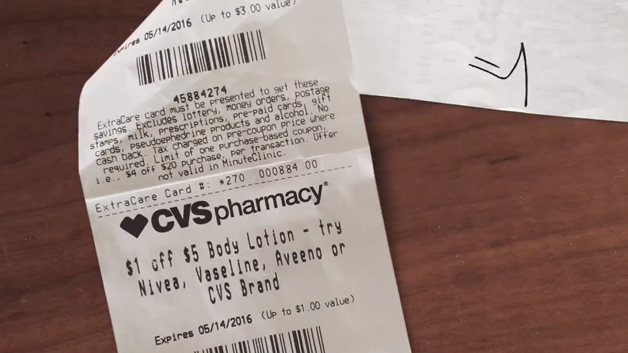 Expires 05/14/2016 (Up to $3.00 value)
45884274
ExtraCare card must be presented to get these
savings. Excludes lottery, money orders, postage
stamps, milk, prescriptions, pre-paid cards, gift
cards, pseudoephedrine products and alcohol. No
cash back. Tax charged on pre-coupon price where
required. Limit of one purchase-based coupon,
i.e., $4 off $20 purchase, per transaction. Offer
not valid in MinuteClinic.
ExtraCare Card #: *270 000884 00
CVSpharmacy®
$1 off $5 Body Lotion - try
Nivea, Vaseline, Aveeno or
CVS Brand
Expires 05/14/2016 (Up to $1.00 value)